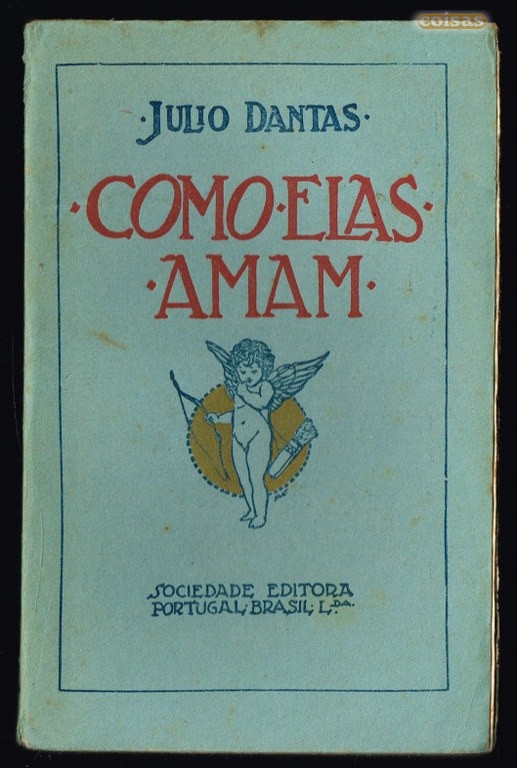 coisas
·JULIO DANTAS·
·COMO·ELAS·
·AMAM·
SOCIEDADE EDITORA
PORTUGAL·BRASIL·L.DA.